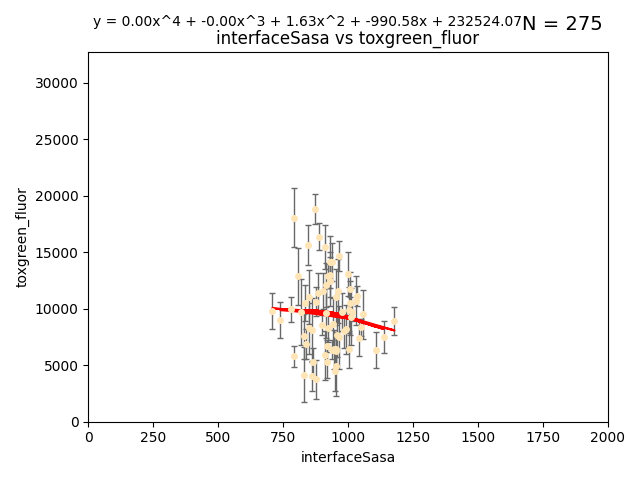 y = 0.00x^4 + -0.00x^3 + 1.63x^2 + -990.58x + 232524.07
N = 275
interfaceSasa vs toxgreen_fluor
30000
25000
20000
15000
10000
5000
0
toxgreen_fluor
0 250 500 750 1000 1250 1500 1750 2000
interfaceSasa